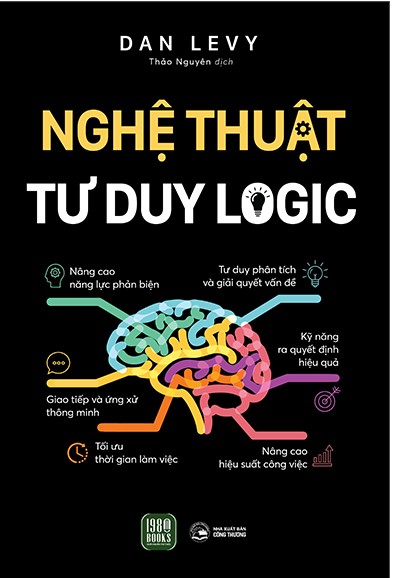 DAN LEVY
Thảo Nguyên dịch
NGHỆ THUẬT
TƯ DUY LOGIC
Nâng cao
năng lực phản biện
Tư duy phân tích
và giải quyết vấn đề
Kỹ năng
ra quyết định
hiệu quả
Giao tiếp và ứng xử
thông minh
Tối ưu
thời gian làm việc
Nâng cao
hiệu suất công việc
1980
BOOKS
NHÀ XUẤT BẢN
CÔNG THƯƠNG